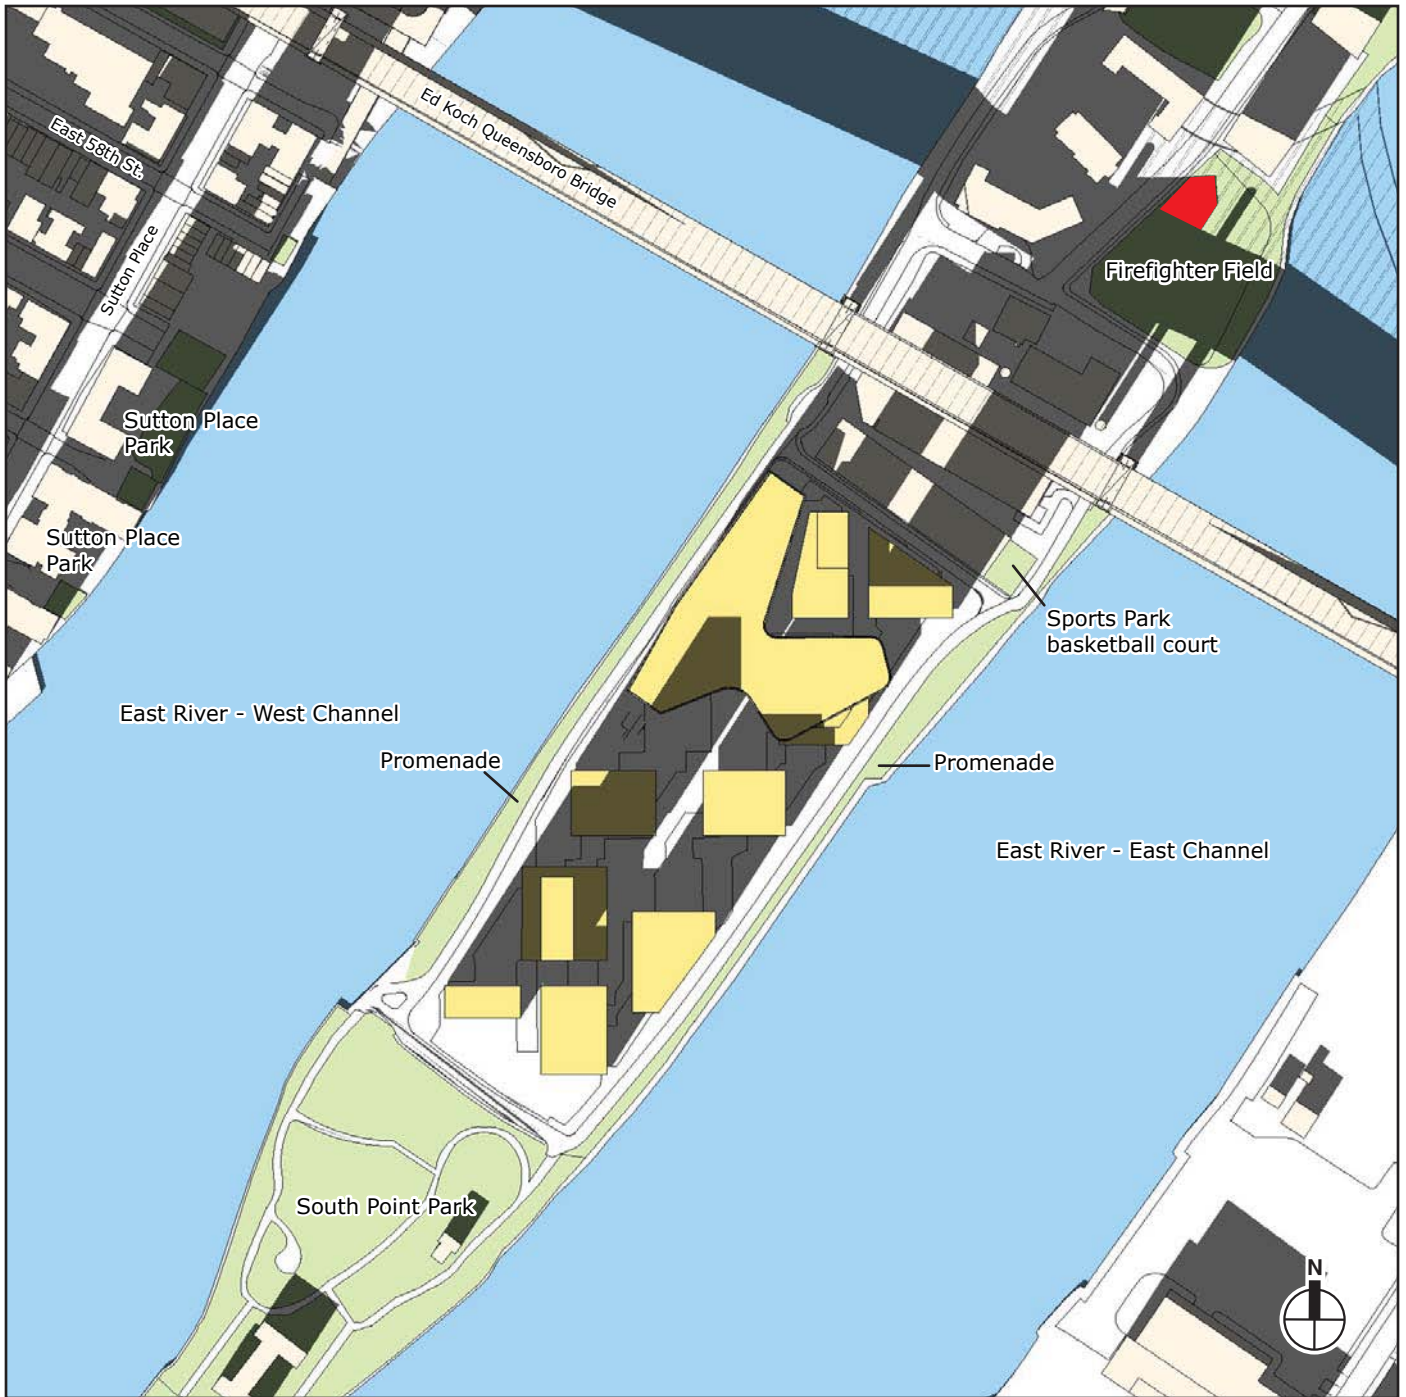 Ed Koch Queensboro Bridge
East 58th St.
Sutton Place
Firefighter Field
Sutton Place
Park
Sutton Place
Park
Sports Park
basketball court
East River - West Channel
Promenade
Promenade
East River - East Channel
South Point Park
N